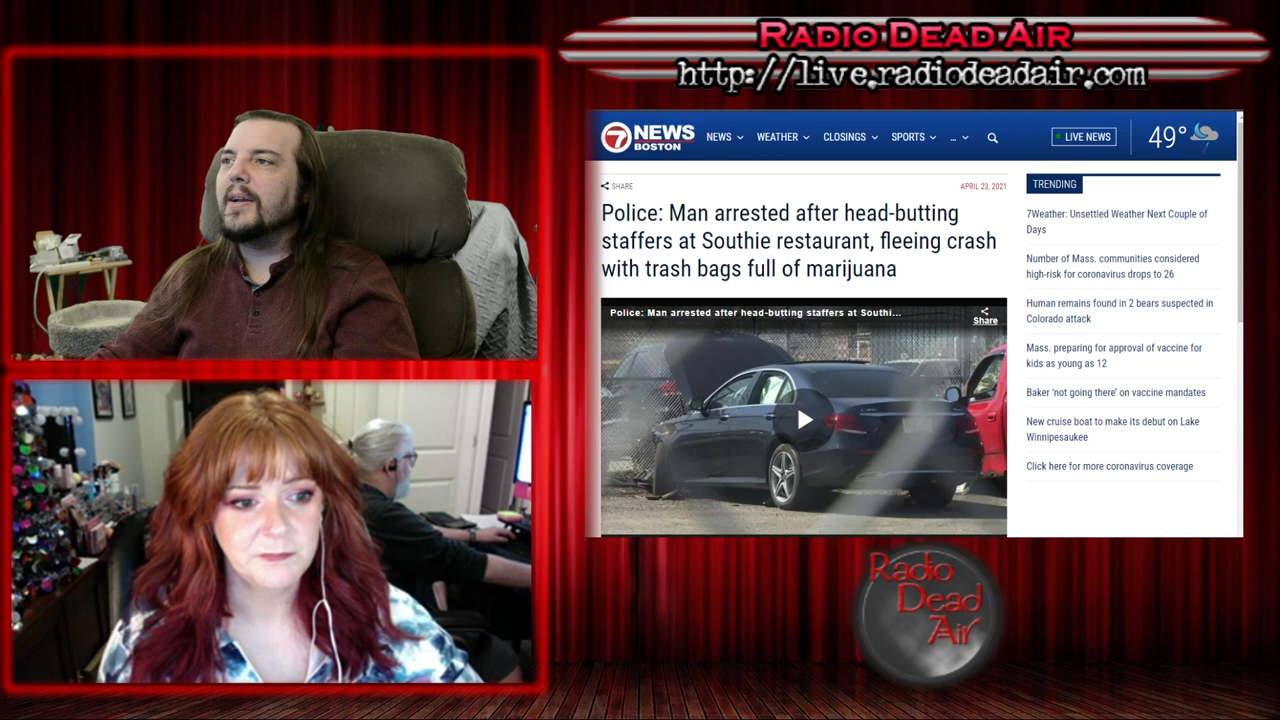 RADIO DEAD AIR
http://live.radiodeadair.com
7 NEWS
BOSTON
NEWS
WEATHER
CLOSINGS
SPORTS
...
LIVE NEWS
49°
SHARE
APRIL 23, 2021
Police: Man arrested after head-butting
staffers at Southie restaurant, fleeing crash
with trash bags full of marijuana
Police: Man arrested after head-butting staffers at Southi...
Share
TRENDING
7Weather: Unsettled Weather Next Couple of
Days
Number of Mass. communities considered
high-risk for coronavirus drops to 26
Human remains found in 2 bears suspected in
Colorado attack
Mass. preparing for approval of vaccine for
kids as young as 12
Baker ‘not going there’ on vaccine mandates
New cruise boat to make its debut on Lake
Winnipesaukee
Click here for more coronavirus coverage
Radio
Dead
Air